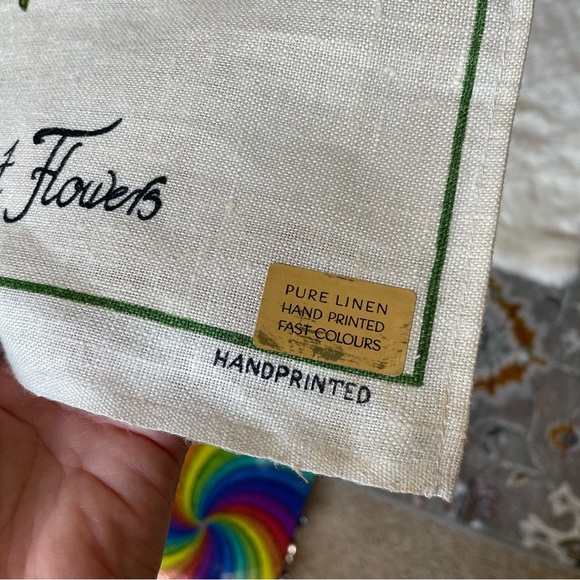 Flowers
PURE LINEN
HAND PRINTED
FAST COLOURS
HANDPRINTED